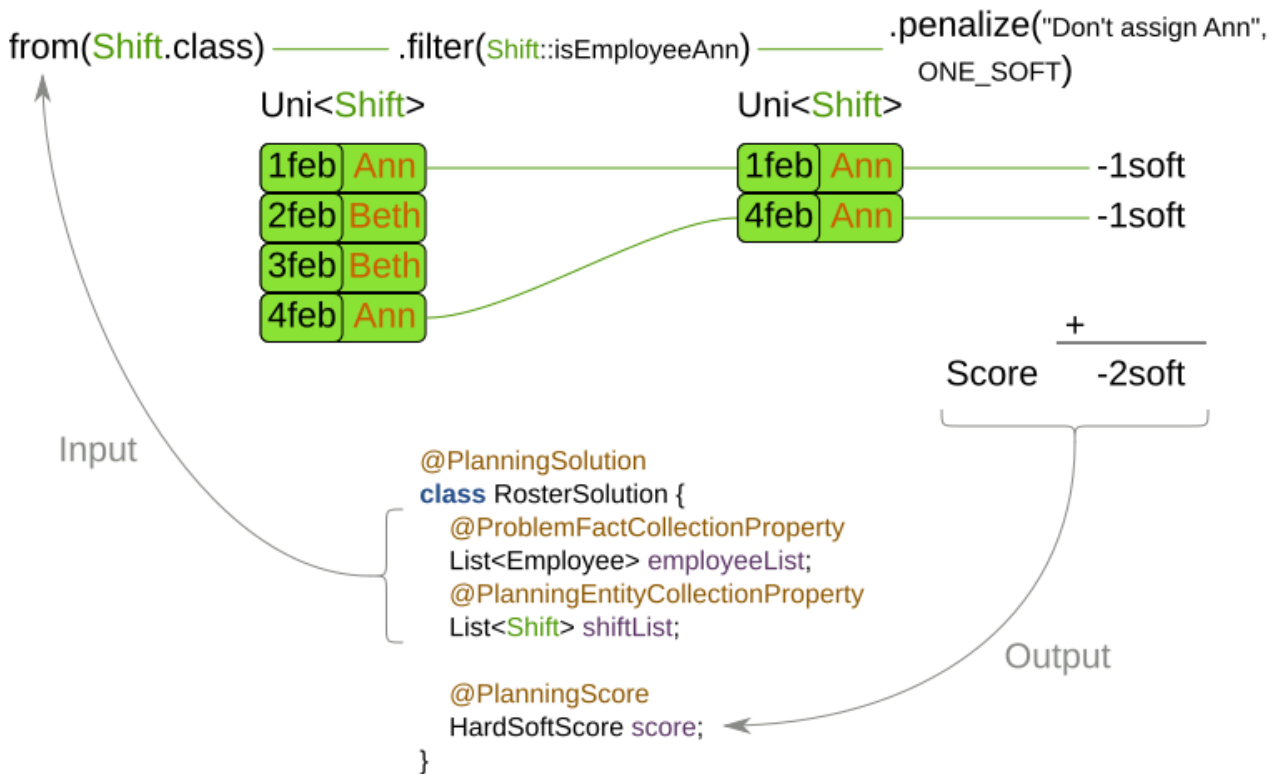 from(Shift.class) .filter(Shift::isEmployeeAnn) .penalize("Don't assign Ann",
ONE_SOFT)
Uni<Shift> Uni<Shift>
1feb Ann 1feb Ann -1soft
2feb Beth 4feb Ann -1soft
3feb Beth
4feb Ann
+
Score -2soft
Input
@PlanningSolution
class RosterSolution {
@ProblemFactCollectionProperty
List<Employee> employeeList;
@PlanningEntityCollectionProperty
List<Shift> shiftList;
Output
@PlanningScore
HardSoftScore score;
}